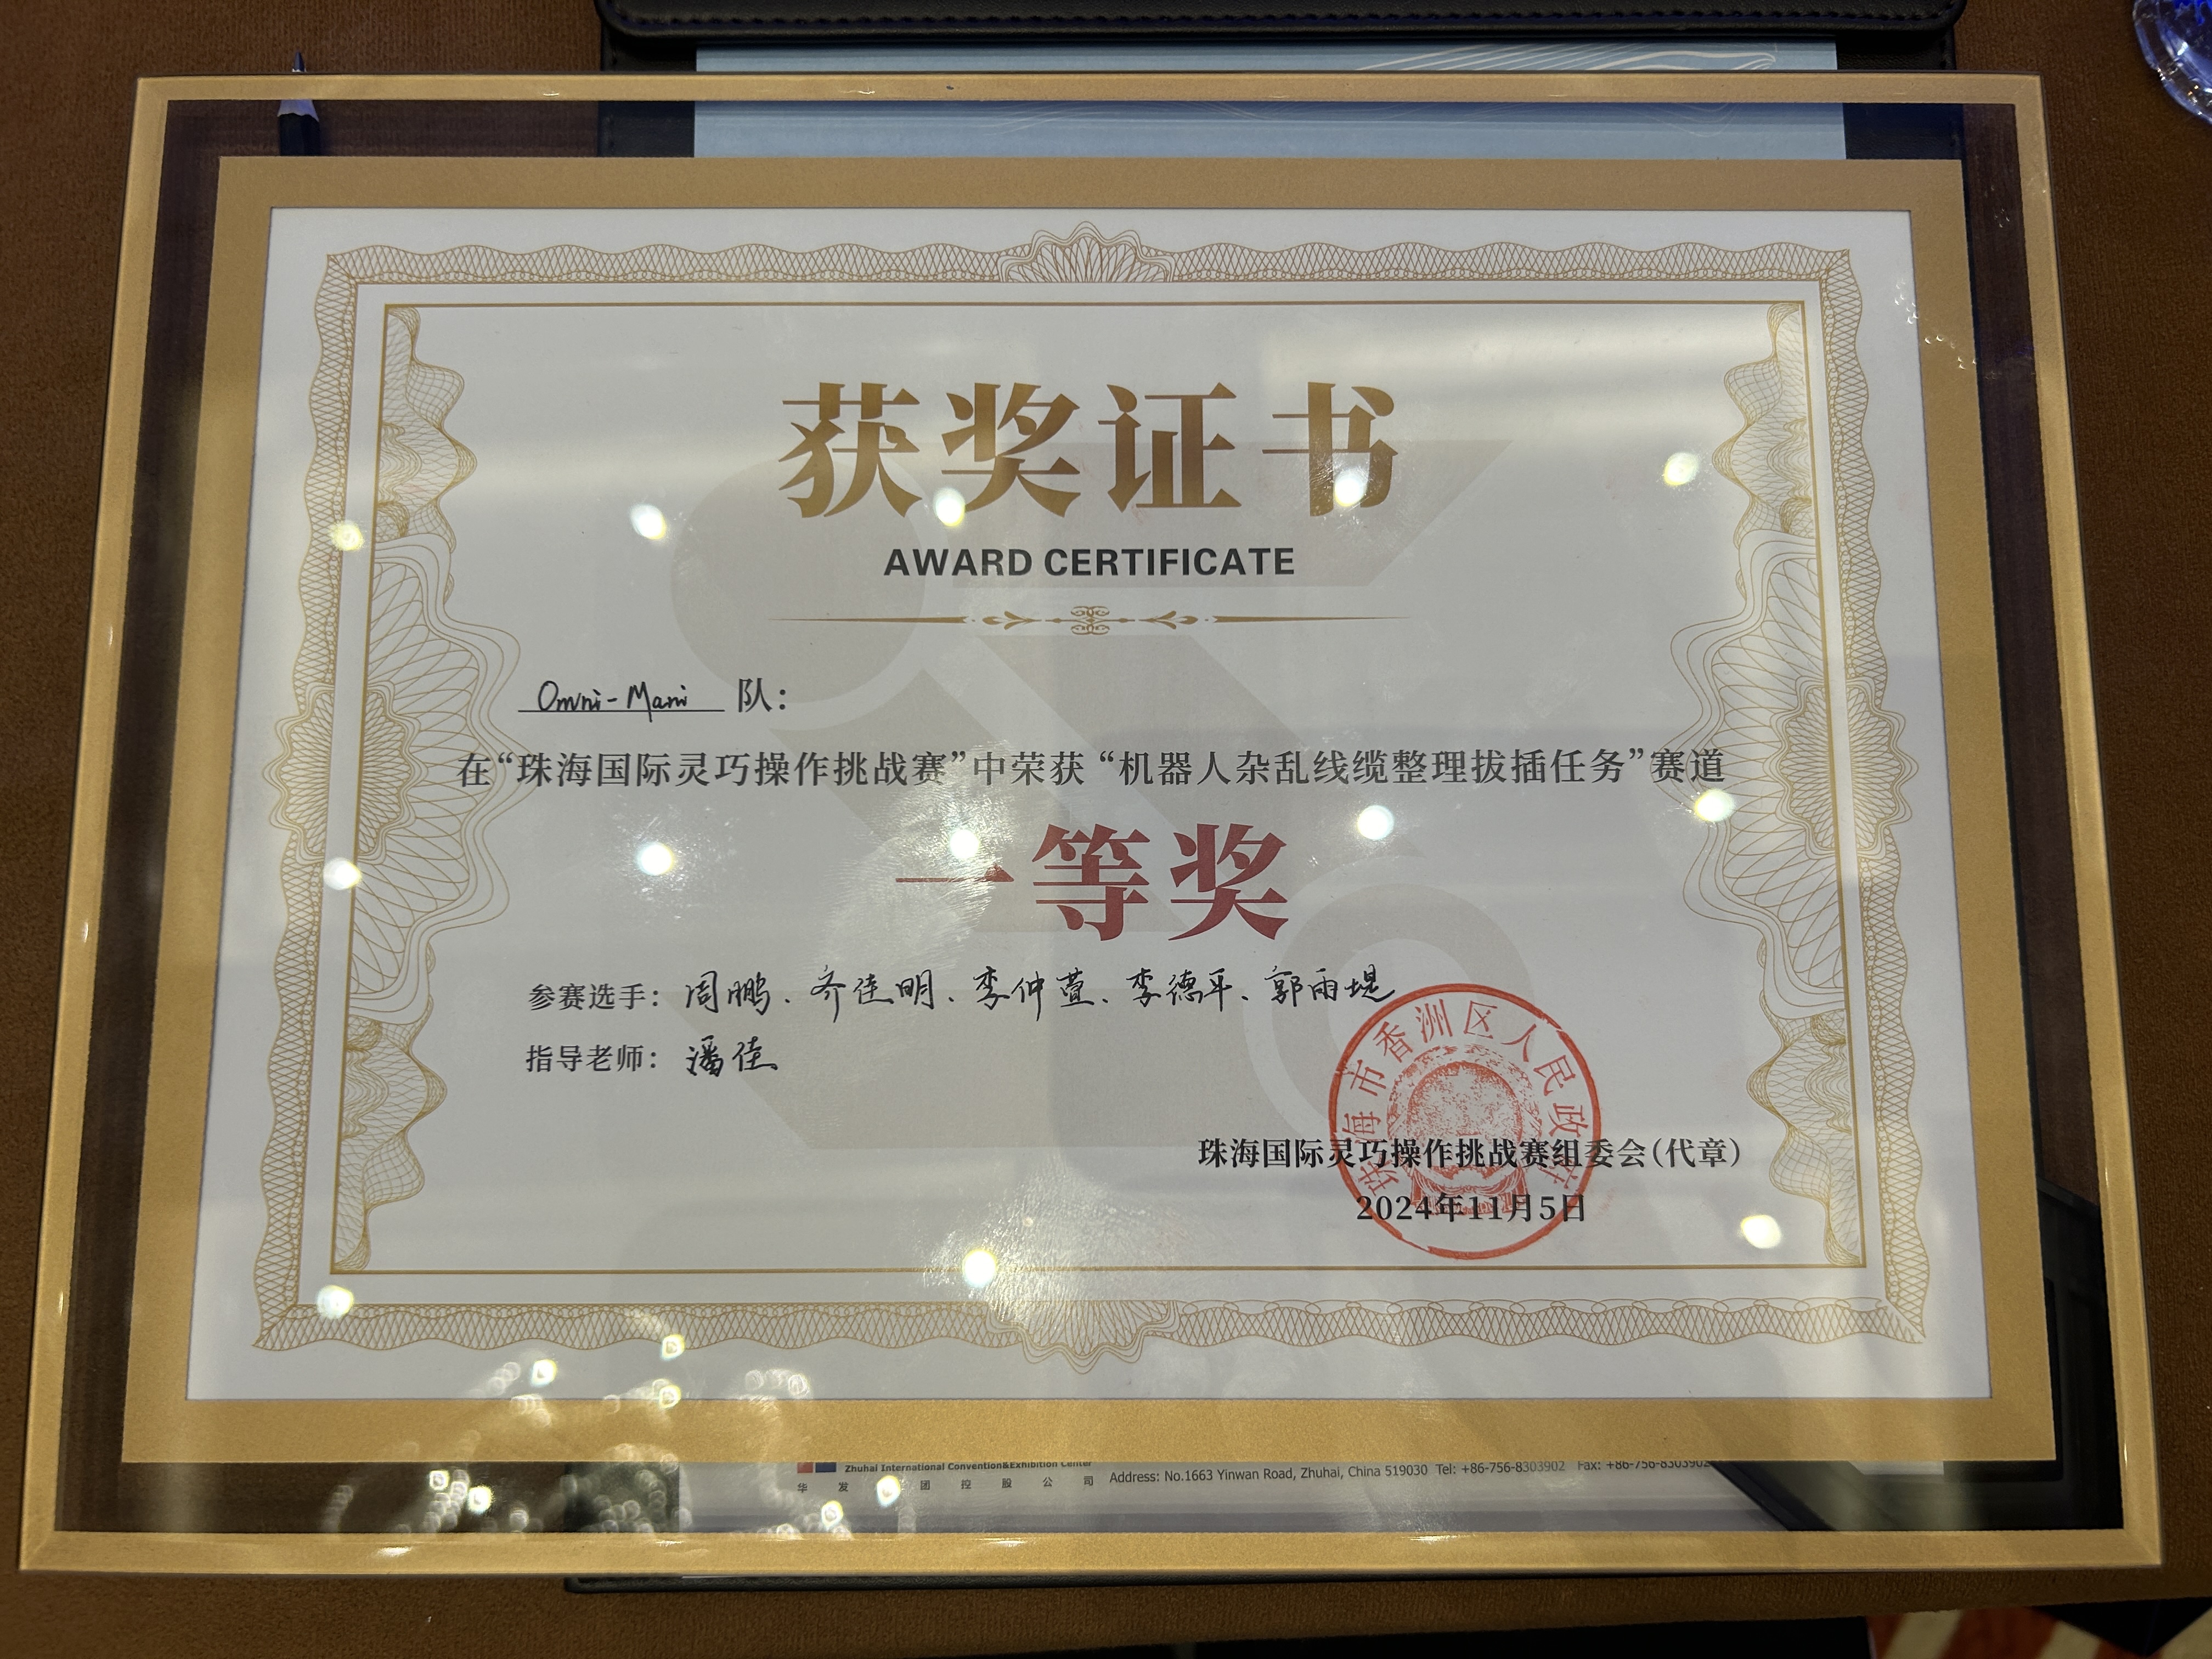 获奖证书
AWARD CERTIFICATE
Omni-Mani 队：
在“珠海国际灵巧操作挑战赛”中荣获“机器人杂乱线缆整理拔插任务”赛道
一等奖
参赛选手：周鹏、齐佳明、李仲萱、李德平、郭雨堤
指导老师：潘佳
珠海市香洲区人民政府
珠海国际灵巧操作挑战赛组委会(代章)
2024年11月5日
Zhuhai International Convention&Exhibition Center
华 发 团 控 股 公 司 Address: No.1663 Yinwan Road, Zhuhai, China 519030 Tel: +86-756-8303902 Fax: +86-756-8303902